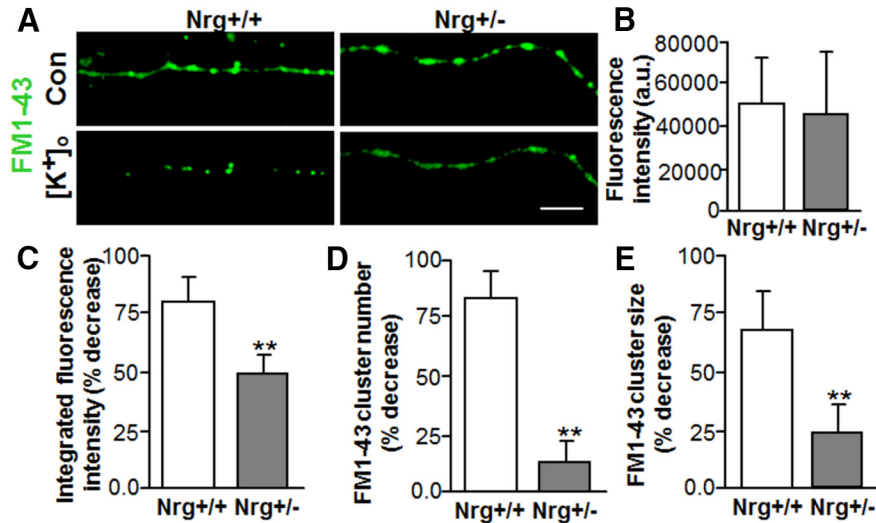 A
Nrg+/+
Nrg+/-
FM1-43
Con
[K+]o
B
Fluorescence
intensity (a.u.)
80000
60000
40000
20000
0
Nrg+/+ Nrg+/-
C
Integrated fluorescence
intensity (% decrease)
100
75
50
25
0.0
**
Nrg+/+ Nrg+/-
D
FM1-43 cluster number
(% decrease)
100
75
50
25
0.0
**
Nrg+/+ Nrg+/-
E
FM1-43 cluster size
(% decrease)
100
75
50
25
0.0
**
Nrg+/+ Nrg+/-